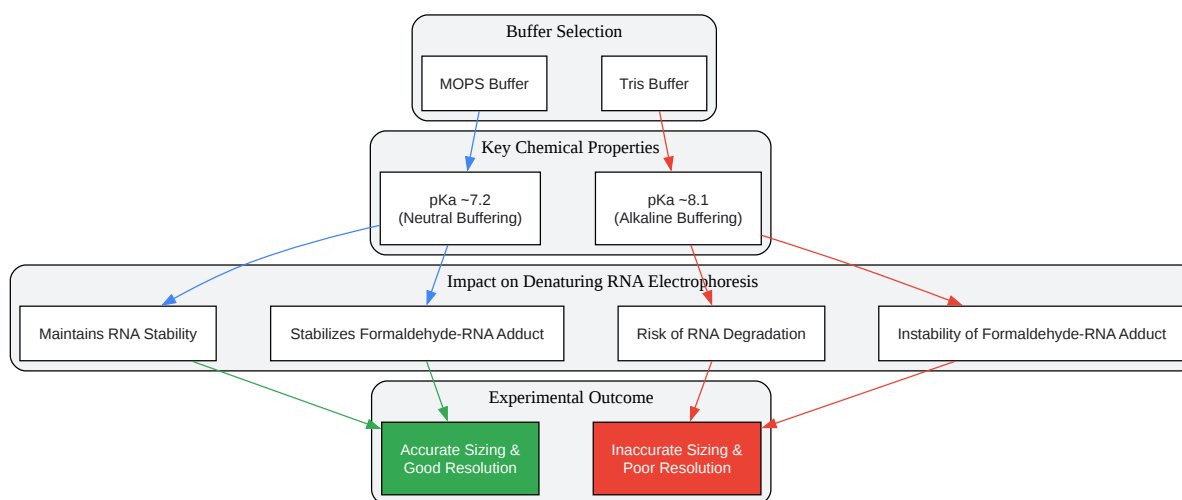 Buffer Selection
MOPS Buffer
Tris Buffer
Key Chemical Properties
pKa ~7.2
(Neutral Buffering)
pKa ~8.1
(Alkaline Buffering)
Impact on Denaturing RNA Electrophoresis
Maintains RNA Stability
Stabilizes Formaldehyde-RNA Adduct
Risk of RNA Degradation
Instability of Formaldehyde-RNA Adduct
Experimental Outcome
Accurate Sizing &
Good Resolution
Inaccurate Sizing &
Poor Resolution